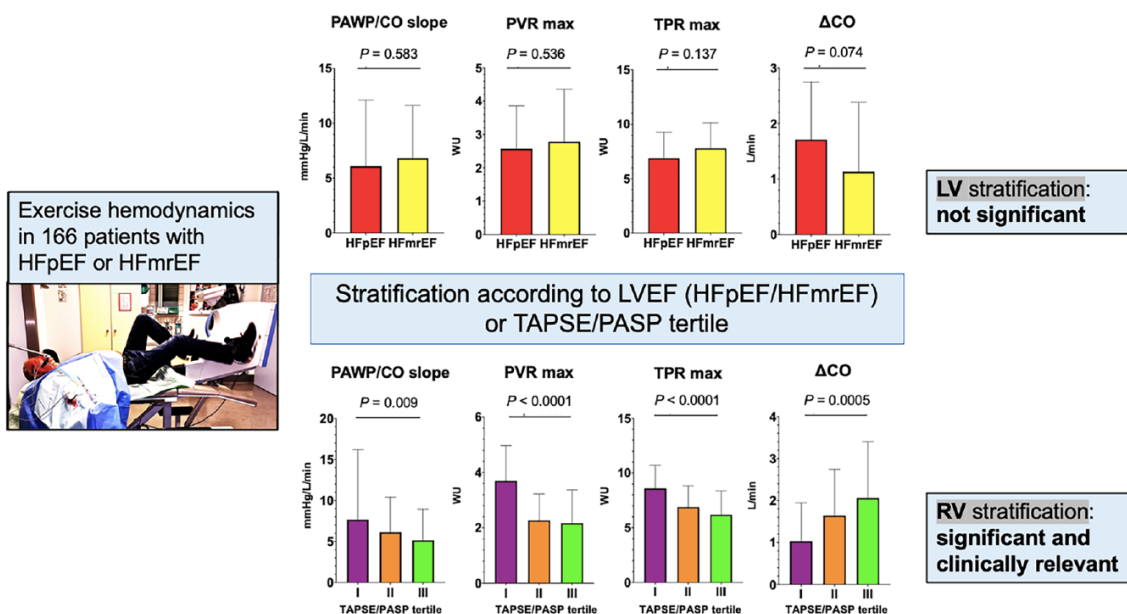 PAWP/CO slope
P = 0.583
mmHg/L/min
15
10
5
0
HFpEF HFmrEF
PVR max
P = 0.536
WU
5
4
3
2
1
0
HFpEF HFmrEF
TPR max
P = 0.137
WU
15
10
5
0
HFpEF HFmrEF
ΔCO
P = 0.074
L/min
3
2
1
0
HFpEF HFmrEF
LV stratification:
not significant
Exercise hemodynamics
in 166 patients with
HFpEF or HFmrEF
Stratification according to LVEF (HFpEF/HFmrEF)
or TAPSE/PASP tertile
PAWP/CO slope
P = 0.009
mmHg/L/min
20
15
10
5
0
I II III
TAPSE/PASP tertile
PVR max
P < 0.0001
WU
6
4
2
0
I II III
TAPSE/PASP tertile
TPR max
P < 0.0001
WU
15
10
5
0
I II III
TAPSE/PASP tertile
ΔCO
P = 0.0005
L/min
4
3
2
1
0
I II III
TAPSE/PASP tertile
RV stratification:
significant and
clinically relevant